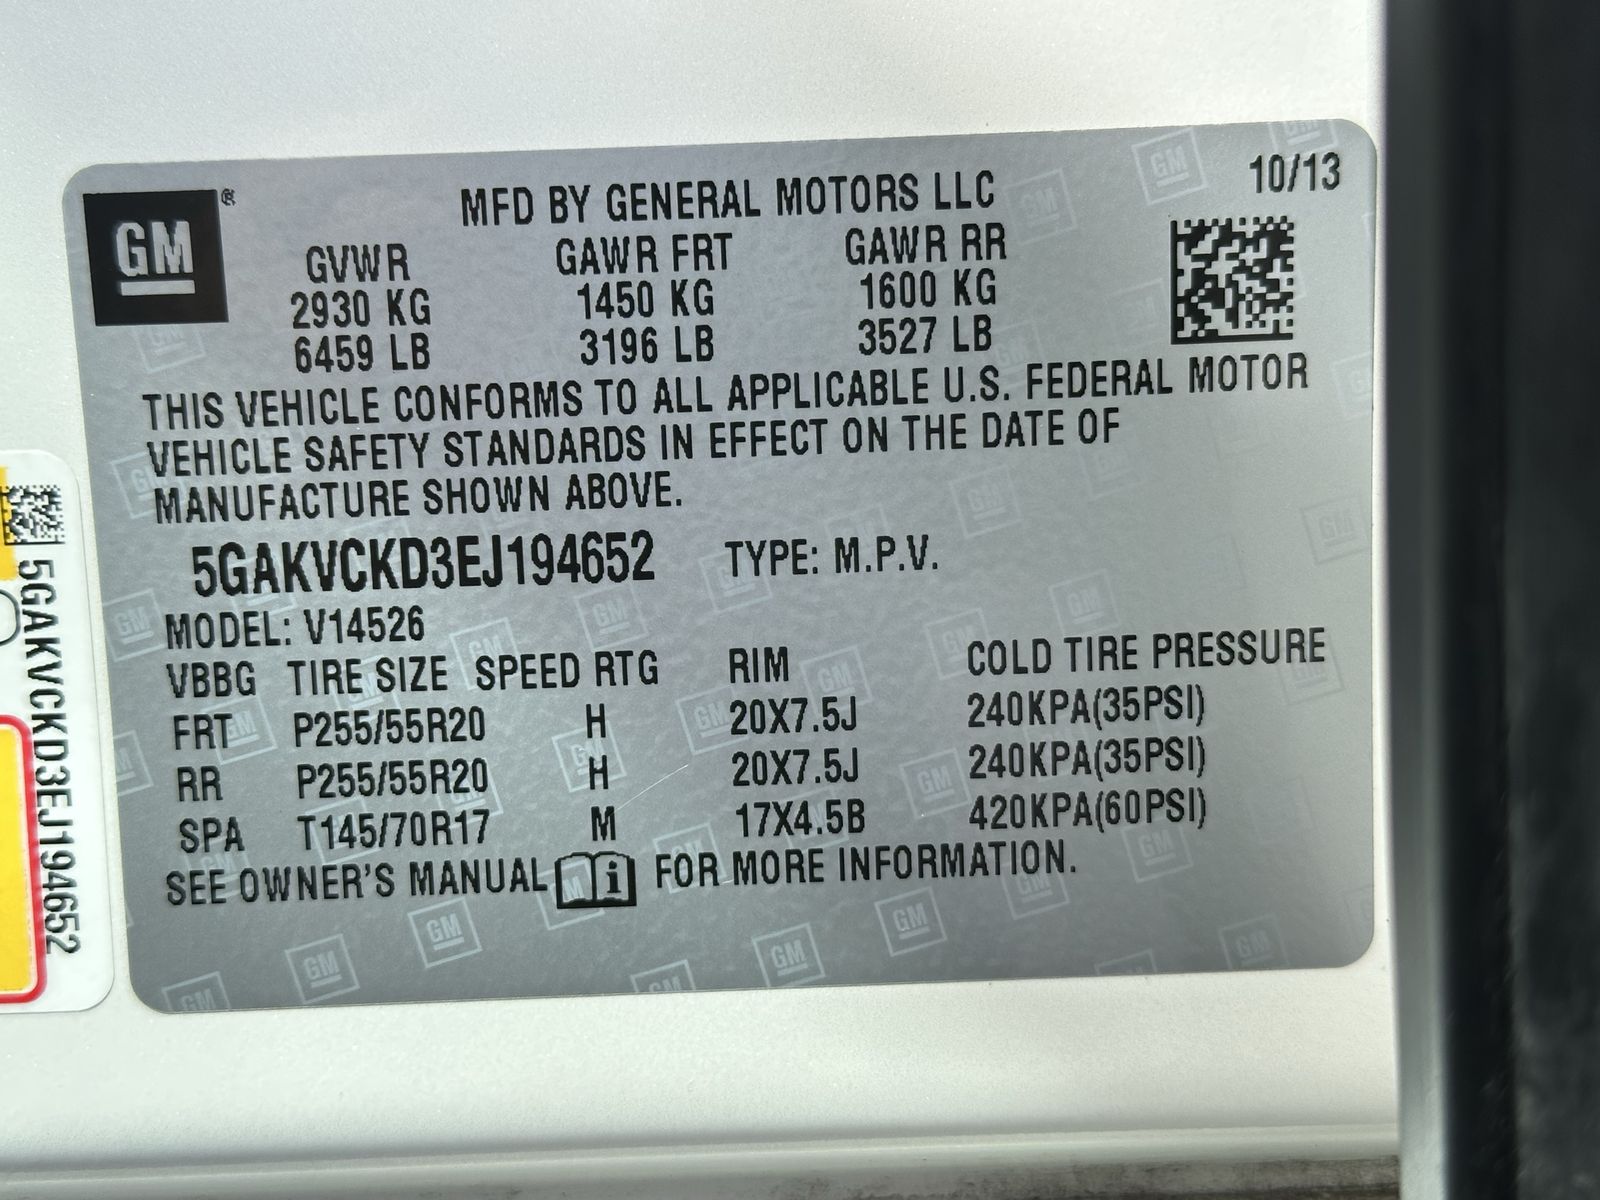 GM ®
MFD BY GENERAL MOTORS LLC 10/13
GVWR GAWR FRT GAWR RR
2930 KG 1450 KG 1600 KG
6459 LB 3196 LB 3527 LB
THIS VEHICLE CONFORMS TO ALL APPLICABLE U.S. FEDERAL MOTOR
VEHICLE SAFETY STANDARDS IN EFFECT ON THE DATE OF
MANUFACTURE SHOWN ABOVE.
5GAKVCKD3EJ194652 TYPE: M.P.V.
MODEL: V14526
VBBG TIRE SIZE SPEED RTG RIM COLD TIRE PRESSURE
FRT P255/55R20 H 20X7.5J 240KPA(35PSI)
RR P255/55R20 H 20X7.5J 240KPA(35PSI)
SPA T145/70R17 M 17X4.5B 420KPA(60PSI)
SEE OWNER'S MANUAL i FOR MORE INFORMATION.
5GAKVCKD3EJ194652